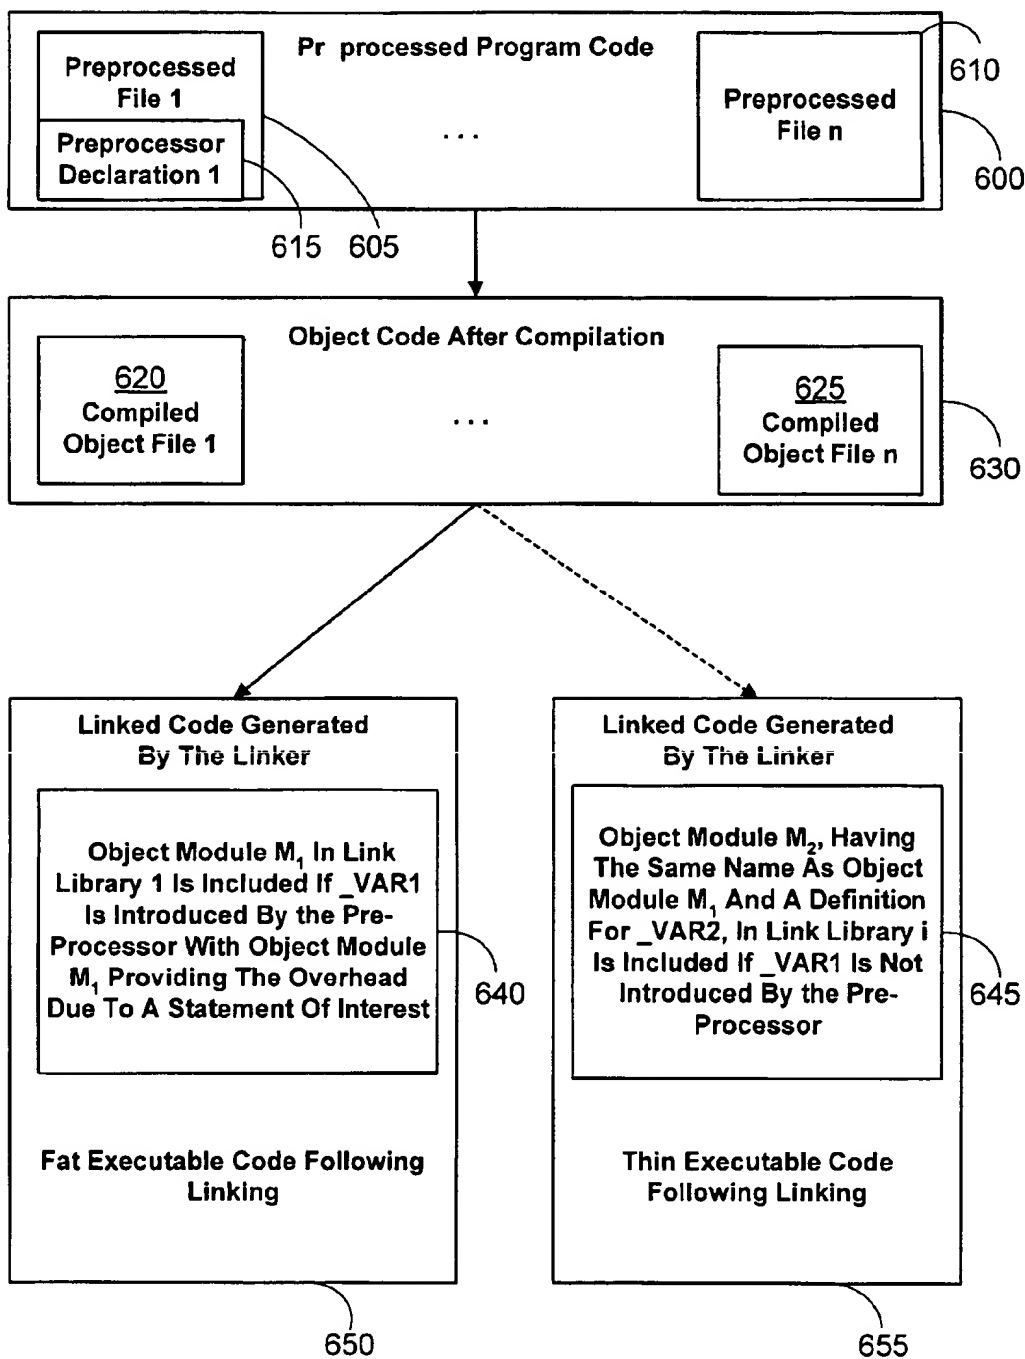 Pr processed Program Code
Preprocessed
File 1
Preprocessor
Declaration 1
...
Preprocessed
File n
610
600
615
605
Object Code After Compilation
620
Compiled
Object File 1
...
625
Compiled
Object File n
630
Linked Code Generated
By The Linker
Object Module M1 In Link
Library 1 Is Included If _VAR1
Is Introduced By the Pre-
Processor With Object Module
M1 Providing The Overhead
Due To A Statement Of Interest
640
Fat Executable Code Following
Linking
650
Linked Code Generated
By The Linker
Object Module M2, Having
The Same Name As Object
Module M1 And A Definition
For _VAR2, In Link Library i
Is Included If _VAR1 Is Not
Introduced By the Pre-
Processor
645
Thin Executable Code
Following Linking
655